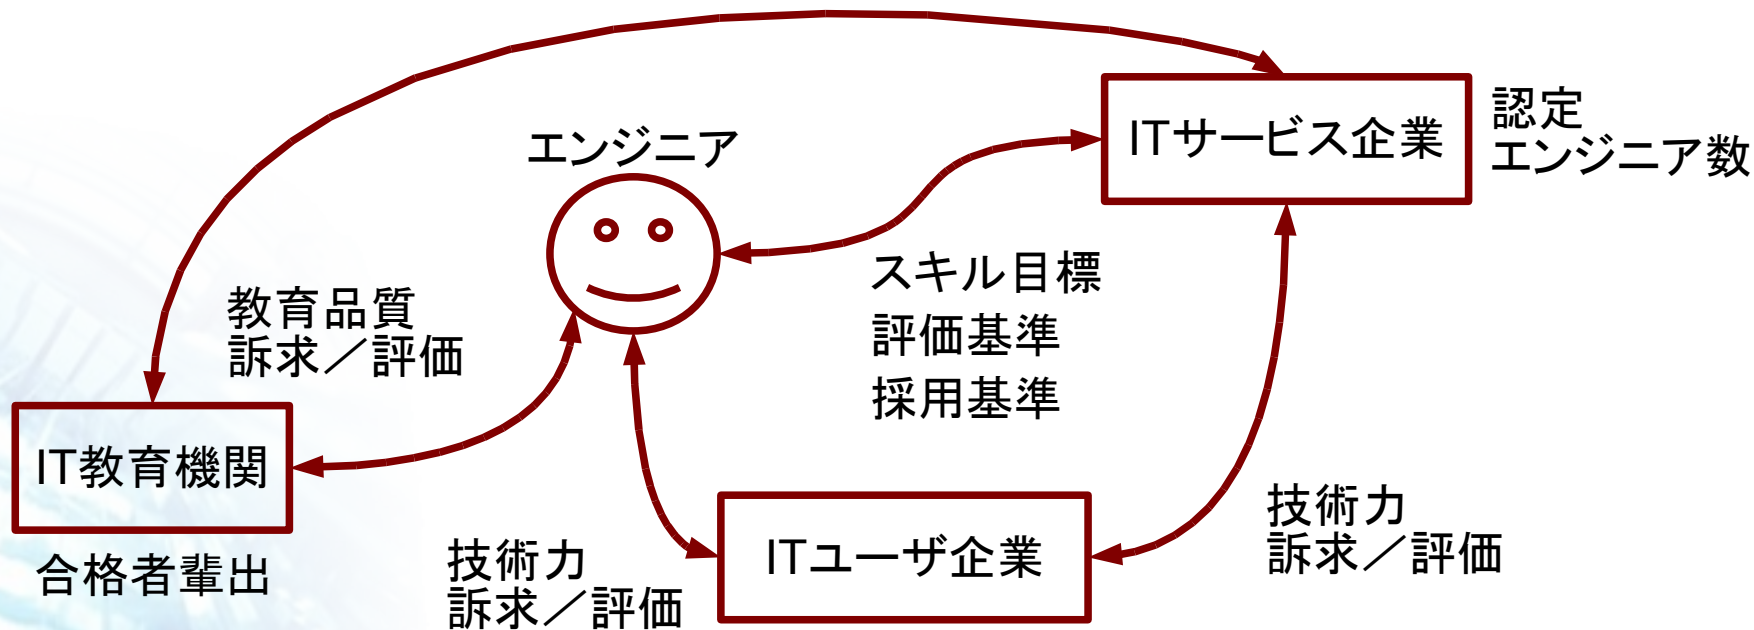 エンジニア
ITサービス企業
認定
エンジニア数
スキル目標
評価基準
採用基準
教育品質
訴求／評価
IT教育機関
合格者輩出
技術力
訴求／評価
ITユーザ企業
技術力
訴求／評価